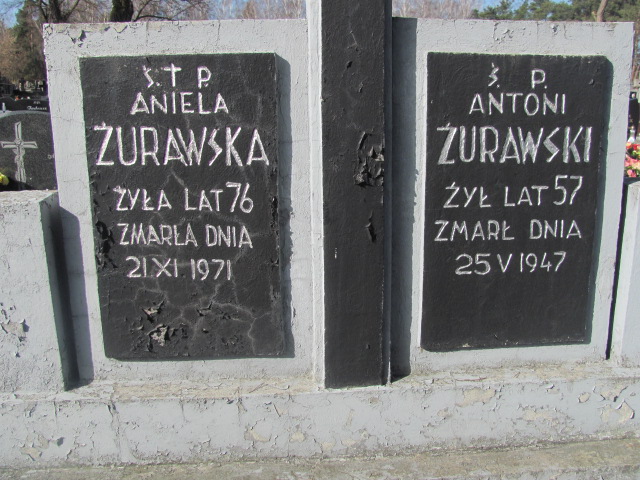 Ś † P.
ANIELA
ŻURAWSKA
ŻYŁA LAT 76
ZMARŁA DNIA
21 XI 1971
Ś P.
ANTONI
ŻURAWSKI
ŻYŁ LAT 57
ZMARŁ DNIA
25 V 1947